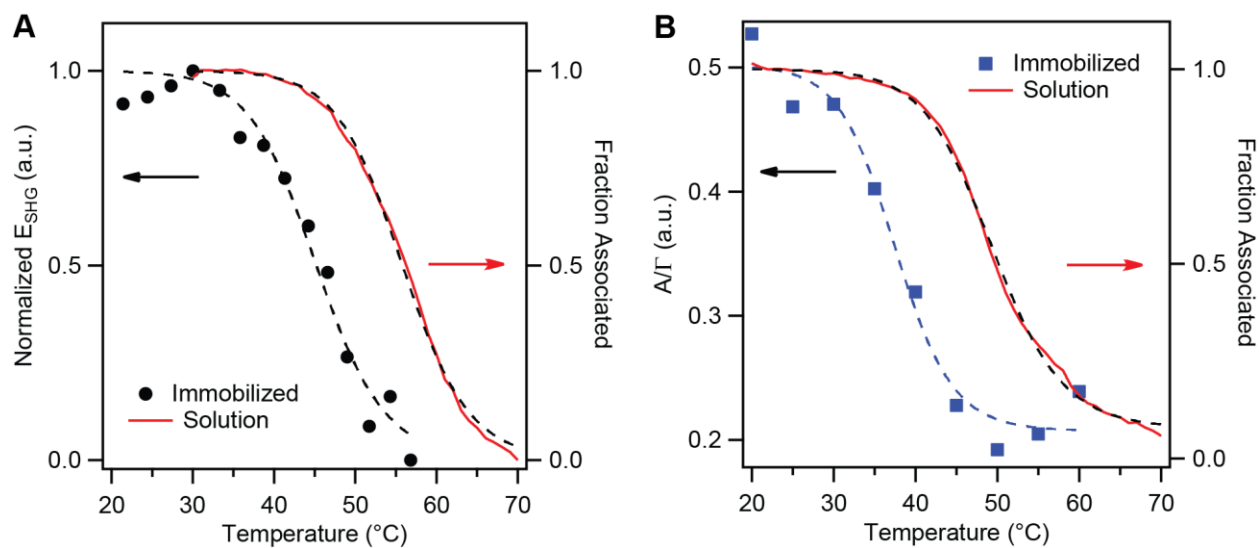 A
Normalized E_SHG (a.u.)
1.0
0.5
0.0
1.0
0.5
0.0
Fraction Associated
Immobilized
Solution
20 30 40 50 60 70
Temperature (°C)
B
A/Γ (a.u.)
0.5
0.4
0.3
0.2
1.0
0.5
0.0
Fraction Associated
Immobilized
Solution
20 30 40 50 60 70
Temperature (°C)